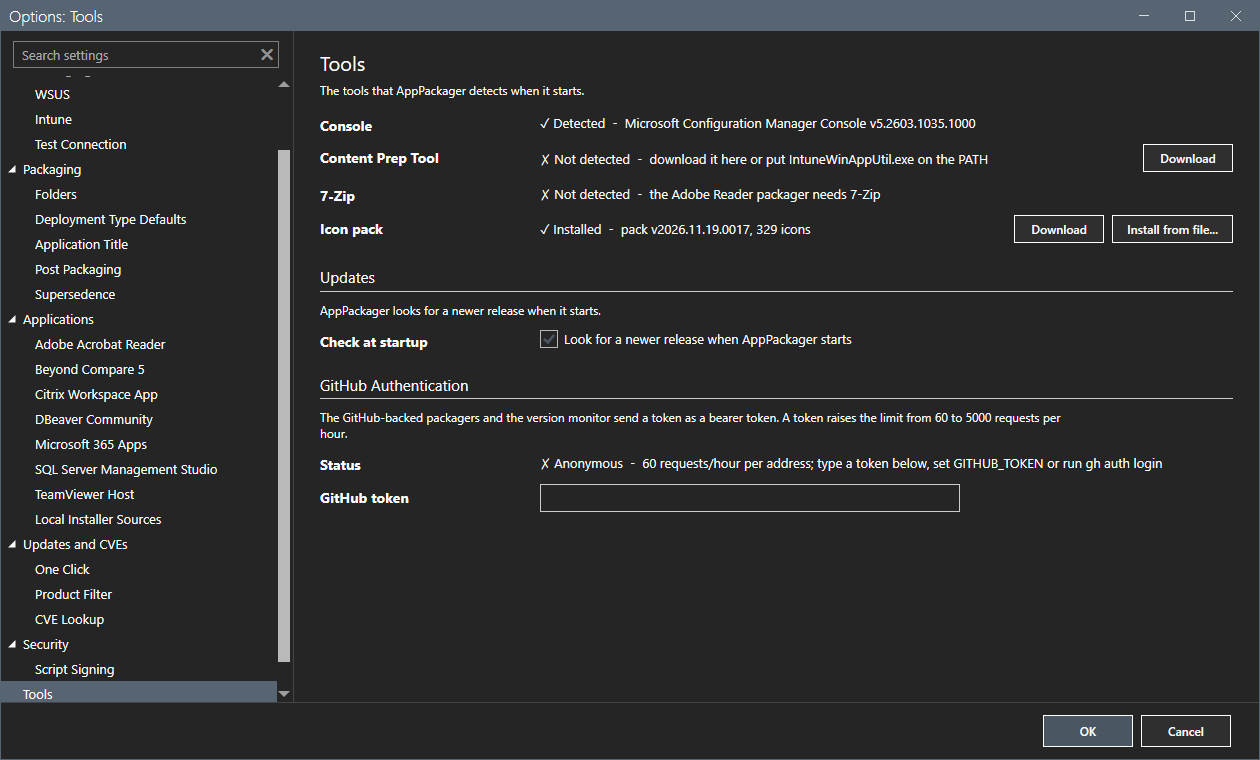 Options: Tools
Search settings
WSUS
Intune
Test Connection
Packaging
Folders
Deployment Type Defaults
Application Title
Post Packaging
Supersedence
Applications
Adobe Acrobat Reader
Beyond Compare 5
Citrix Workspace App
DBeaver Community
Microsoft 365 Apps
SQL Server Management Studio
TeamViewer Host
Local Installer Sources
Updates and CVEs
One Click
Product Filter
CVE Lookup
Security
Script Signing
Tools
Tools
The tools that AppPackager detects when it starts.
Console ✓ Detected - Microsoft Configuration Manager Console v5.2603.1035.1000
Content Prep Tool ✗ Not detected - download it here or put IntuneWinAppUtil.exe on the PATH Download
7-Zip ✗ Not detected - the Adobe Reader packager needs 7-Zip
Icon pack ✓ Installed - pack v2026.11.19.0017, 329 icons Download Install from file...
Updates
AppPackager looks for a newer release when it starts.
Check at startup Look for a newer release when AppPackager starts
GitHub Authentication
The GitHub-backed packagers and the version monitor send a token as a bearer token. A token raises the limit from 60 to 5000 requests per
hour.
Status ✗ Anonymous - 60 requests/hour per address; type a token below, set GITHUB_TOKEN or run gh auth login
GitHub token
OK Cancel